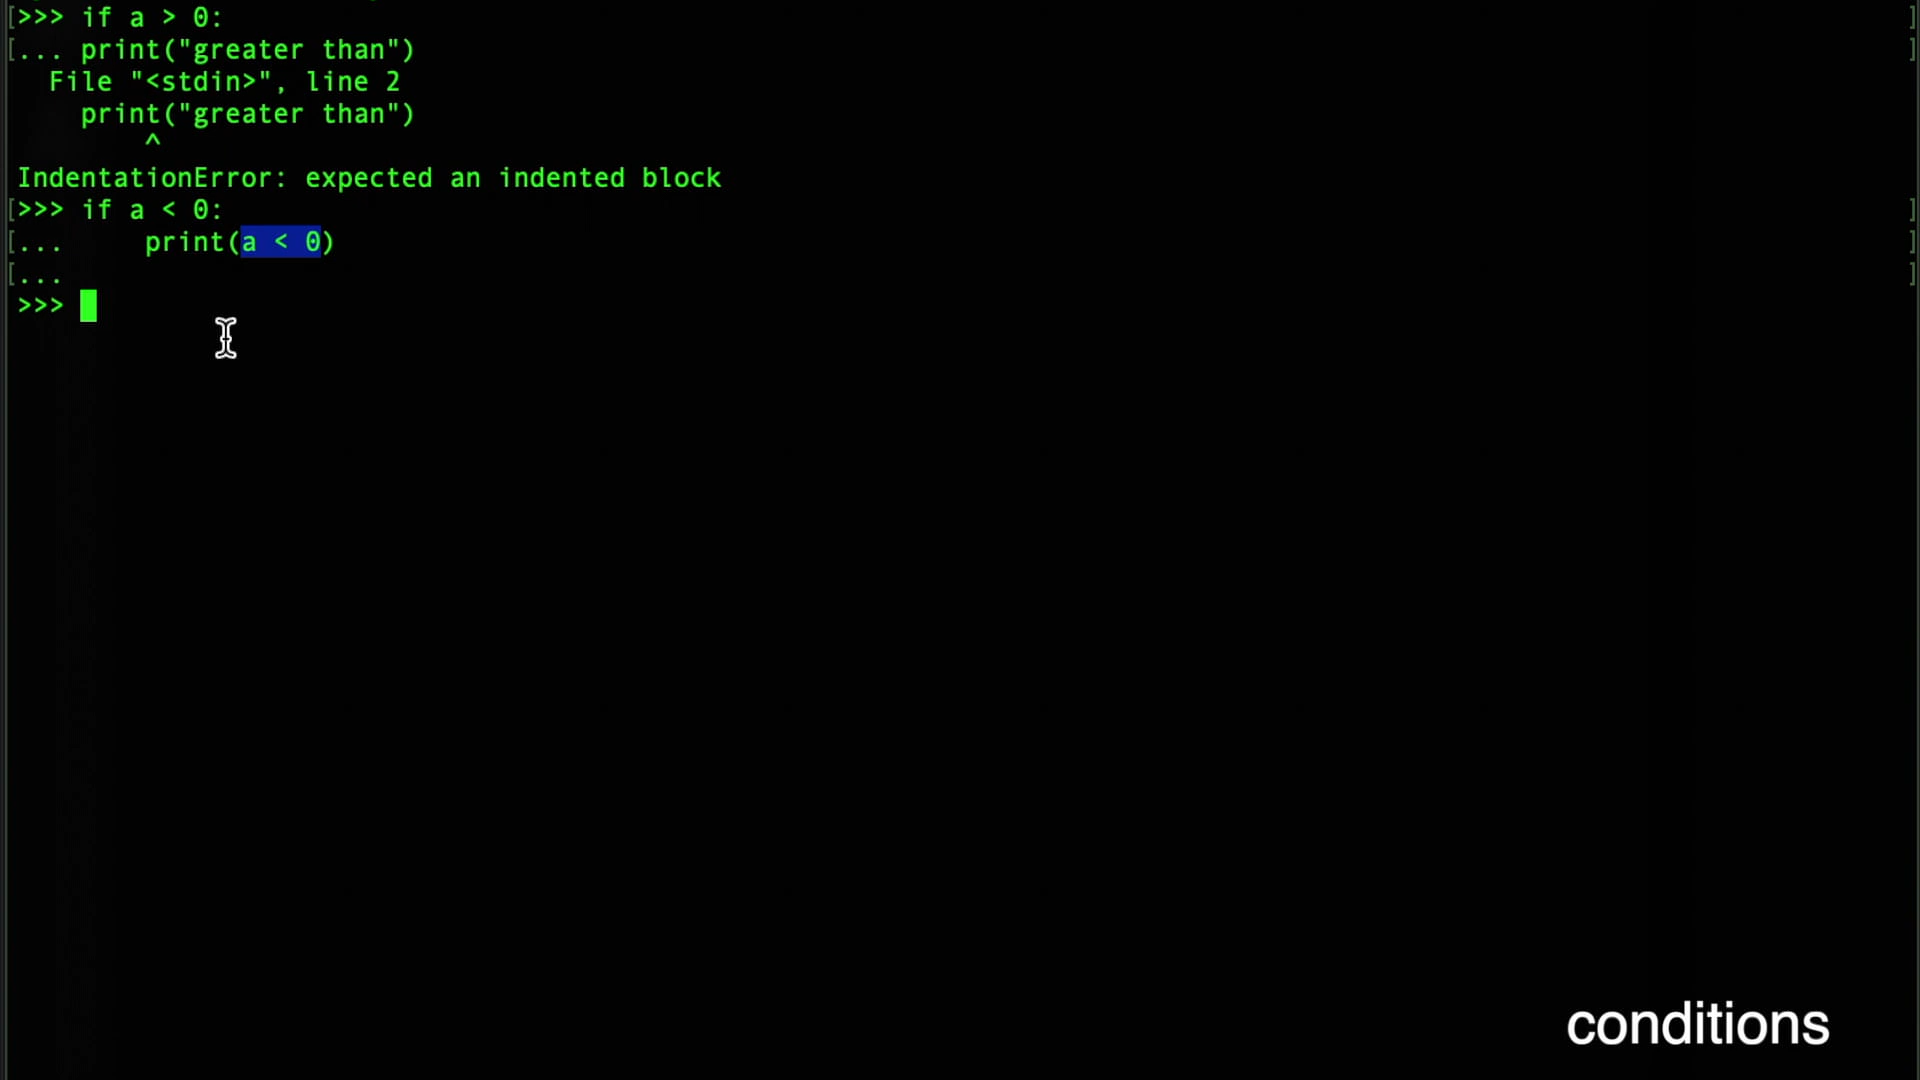 [>>> if a > 0: ]
[... print("greater than") ]
  File "<stdin>", line 2
    print("greater than")
        ^
IndentationError: expected an indented block
[>>> if a < 0: ]
[...     print(a < 0) ]
[... ]
>>>
conditions